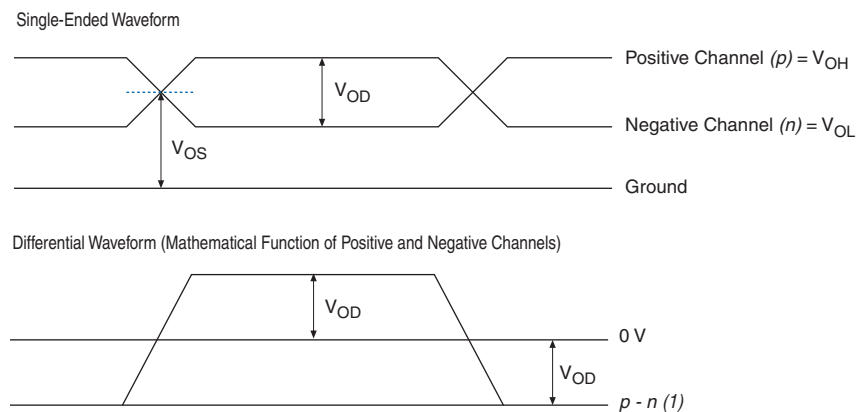 Single-Ended Waveform
Positive Channel (p) = VOH
VOD
Negative Channel (n) = VOL
VOS
Ground
Differential Waveform (Mathematical Function of Positive and Negative Channels)
VOD
0 V
VOD
p - n (1)